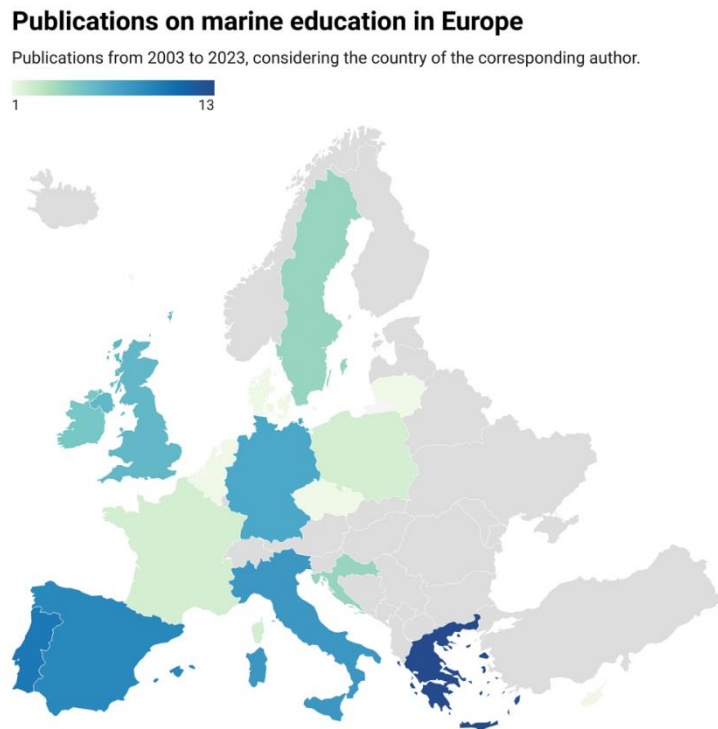 Publications on marine education in Europe
Publications from 2003 to 2023, considering the country of the corresponding author.
1 13